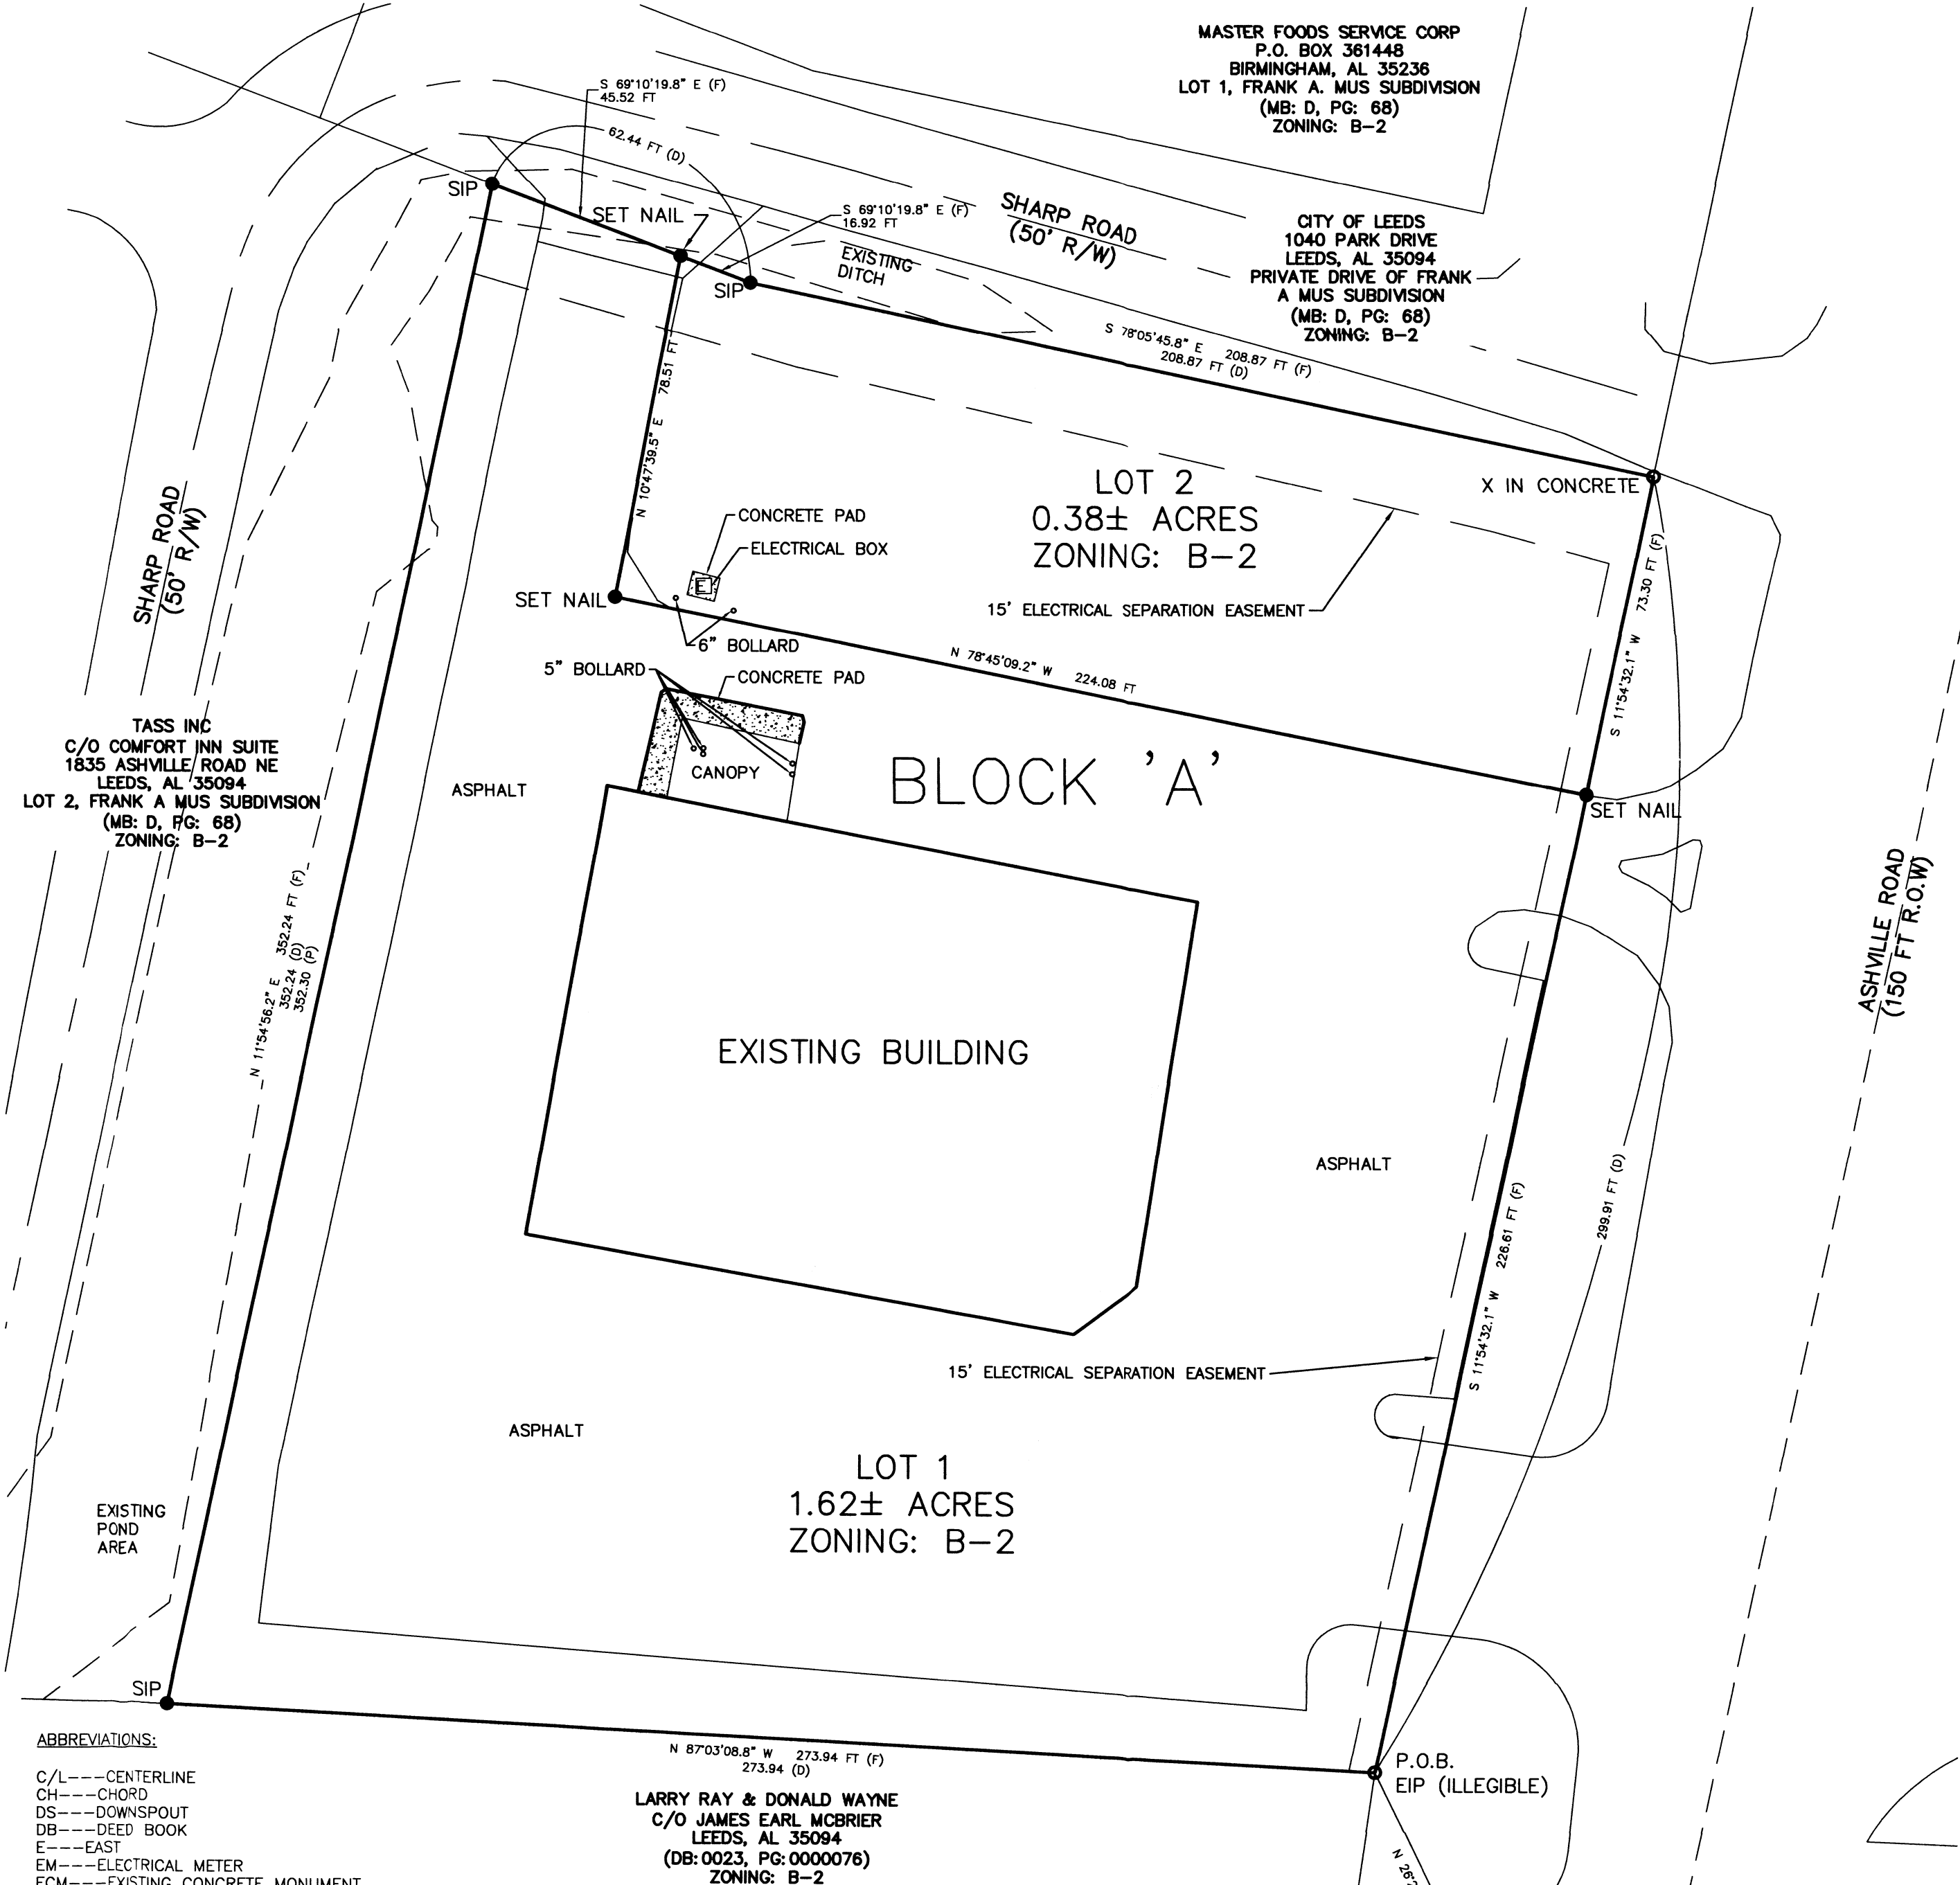 MASTER FOODS SERVICE CORP
P.O. BOX 361448
BIRMINGHAM, AL 35236
LOT 1, FRANK A. MUS SUBDIVISION
(MB: D, PG: 68)
ZONING: B-2
S 69°10'19.8" E (F)
45.52 FT
62.44 FT (D)
SIP
SET NAIL
S 69°10'19.8" E (F)
16.92 FT
SIP
EXISTING
DITCH
SHARP ROAD
(50' R/W)
CITY OF LEEDS
1040 PARK DRIVE
LEEDS, AL 35094
PRIVATE DRIVE OF FRANK
A MUS SUBDIVISION
(MB: D, PG: 68)
ZONING: B-2
S 78°05'45.8" E 208.87 FT (F)
208.87 FT (D)
N 10°47'39.5" E 78.51 FT
LOT 2
0.38± ACRES
ZONING: B-2
X IN CONCRETE
CONCRETE PAD
ELECTRICAL BOX
E
SET NAIL
15' ELECTRICAL SEPARATION EASEMENT
6" BOLLARD
5" BOLLARD
CONCRETE PAD
N 78°45'09.2" W 224.08 FT
S 11°54'32.1" W 73.30 FT (F)
SHARP ROAD
(50' R/W)
TASS INC
C/O COMFORT INN SUITE
1835 ASHVILLE ROAD NE
LEEDS, AL 35094
LOT 2, FRANK A MUS SUBDIVISION
(MB: D, PG: 68)
ZONING: B-2
ASPHALT
CANOPY
BLOCK 'A'
SET NAIL
ASHVILLE ROAD
(150 FT R.O.W)
N 11°54'56.2" E 352.24 FT (F)
352.24 (D)
352.30 (P)
EXISTING BUILDING
ASPHALT
299.91 FT (D)
S 11°54'32.1" W 226.61 FT (F)
15' ELECTRICAL SEPARATION EASEMENT
ASPHALT
LOT 1
1.62± ACRES
ZONING: B-2
EXISTING
POND
AREA
SIP
N 87°03'08.8" W 273.94 FT (F)
273.94 (D)
P.O.B.
EIP (ILLEGIBLE)
LARRY RAY & DONALD WAYNE
C/O JAMES EARL MCBRIER
LEEDS, AL 35094
(DB: 0023, PG: 0000076)
ZONING: B-2
ABBREVIATIONS:
C/L---CENTERLINE
CH---CHORD
DS---DOWNSPOUT
DB---DEED BOOK
E---EAST
EM---ELECTRICAL METER
ECM---EXISTING CONCRETE MONUMENT